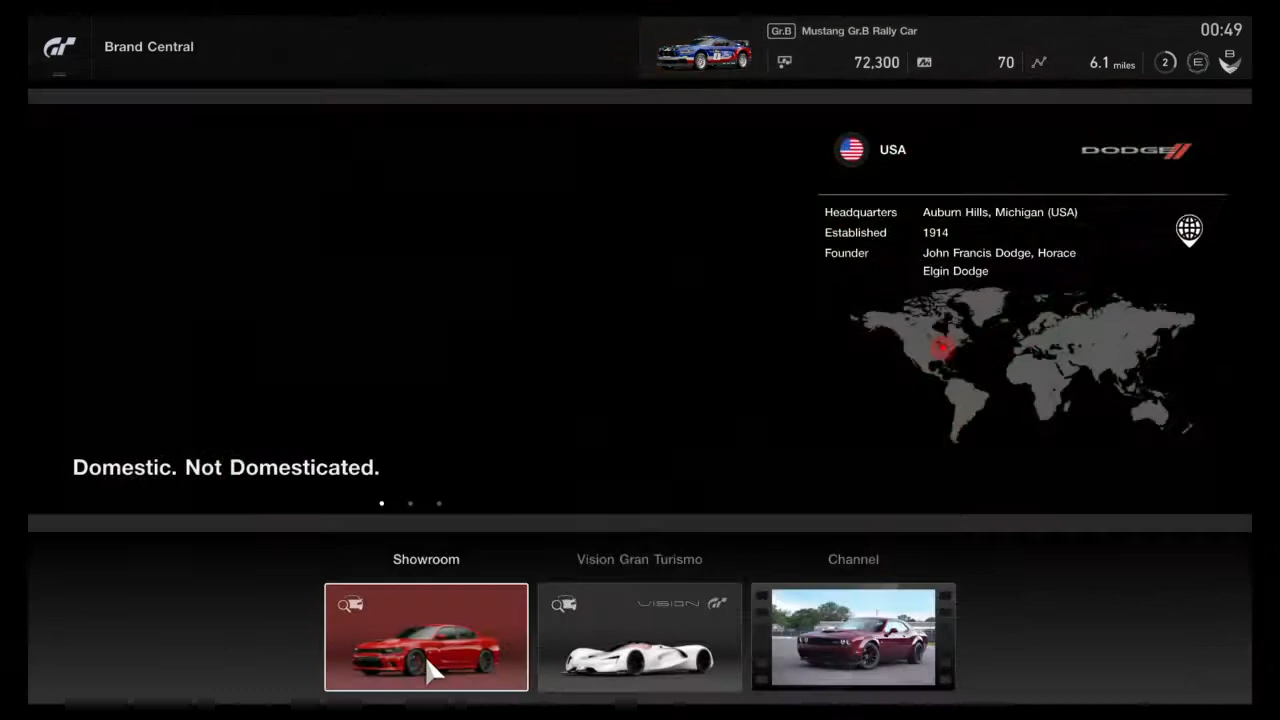 Brand Central
Gr.B Mustang Gr.B Rally Car
00:49
72,300
70
6.1 miles
2
E
B
USA
DODGE
Headquarters Auburn Hills, Michigan (USA)
Established 1914
Founder John Francis Dodge, Horace
Elgin Dodge
Domestic. Not Domesticated.
Showroom
Vision Gran Turismo
Channel
VISION